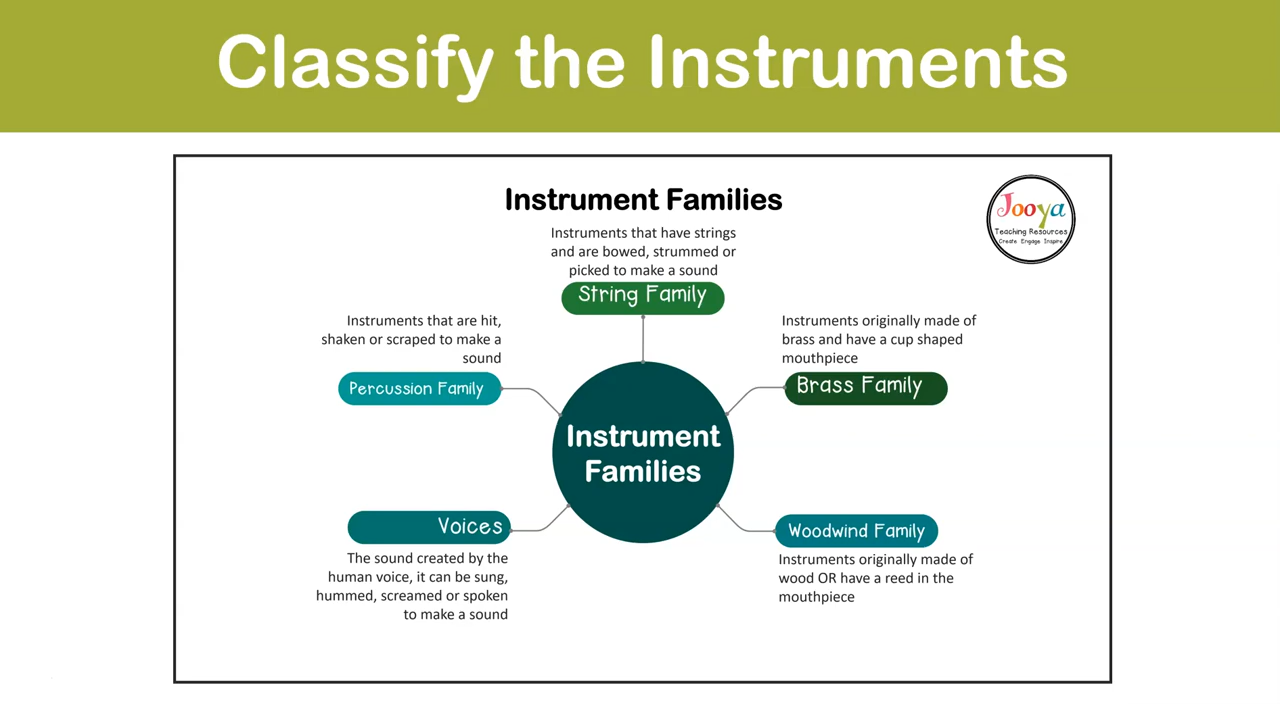 Classify the Instruments
Instrument Families
Jooya
Teaching Resources
Create Engage Inspire
Instruments that have strings
and are bowed, strummed or
picked to make a sound
String Family
Instruments that are hit,
shaken or scraped to make a
sound
Percussion Family
Instruments originally made of
brass and have a cup shaped
mouthpiece
Brass Family
Instrument
Families
Voices
The sound created by the
human voice, it can be sung,
hummed, screamed or spoken
to make a sound
Woodwind Family
Instruments originally made of
wood OR have a reed in the
mouthpiece